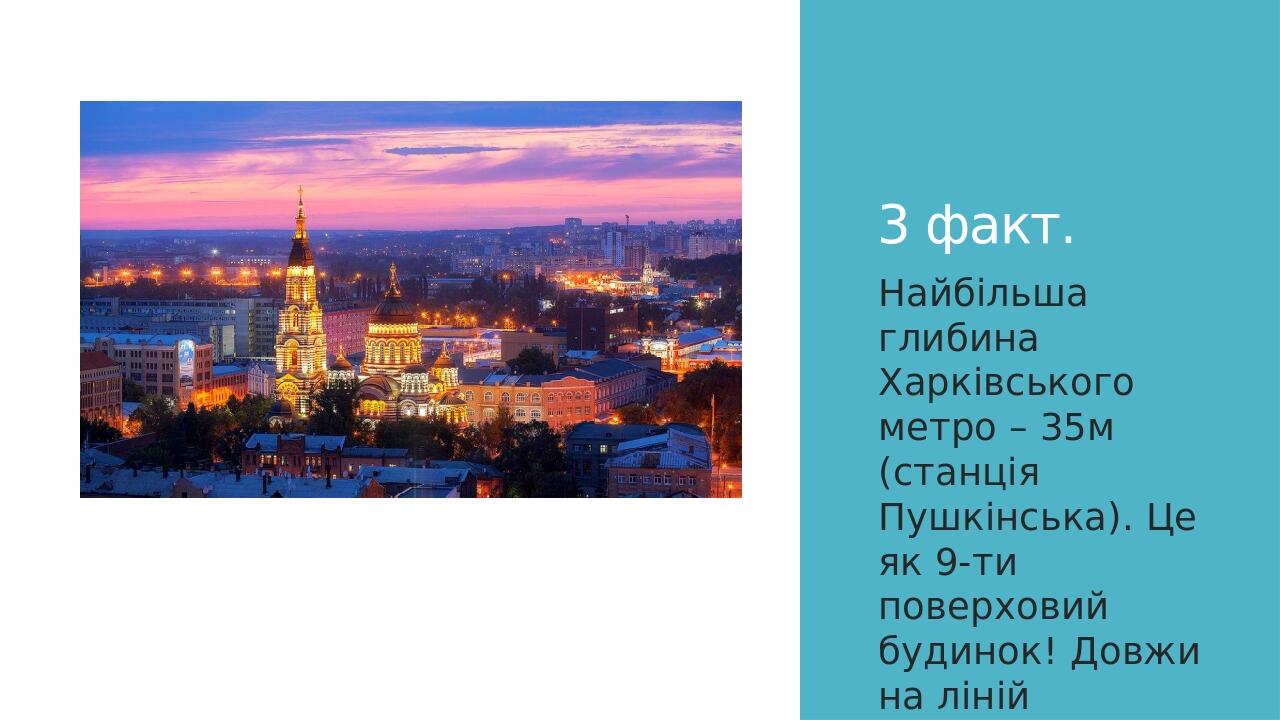 3 факт.
Найбільша
глибина
Харківського
метро – 35м
(станція
Пушкінська). Це
як 9-ти
поверховий
будинок! Довжи
на ліній